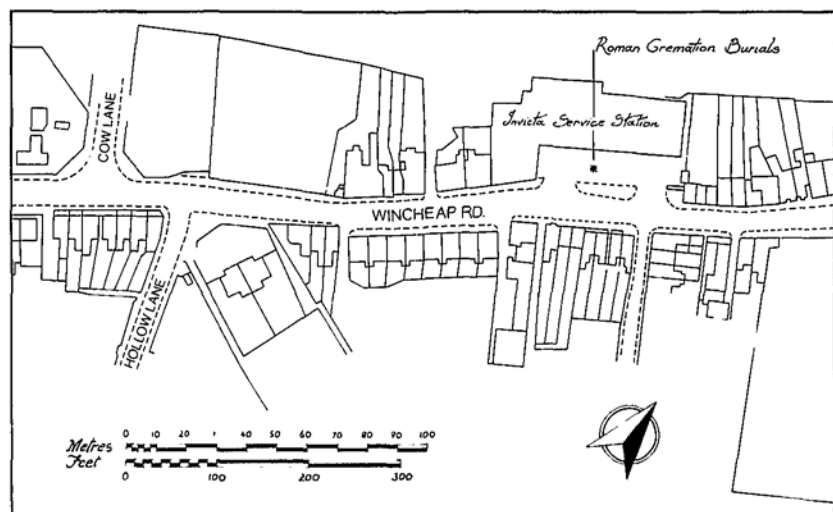 Roman Cremation Burials
Invicta Service Station
COW LANE
WINCHEAP RD.
HOLLOW LANE
Metres 0 10 20 40 50 60 70 80 90 100
Feet 0 100 200 300